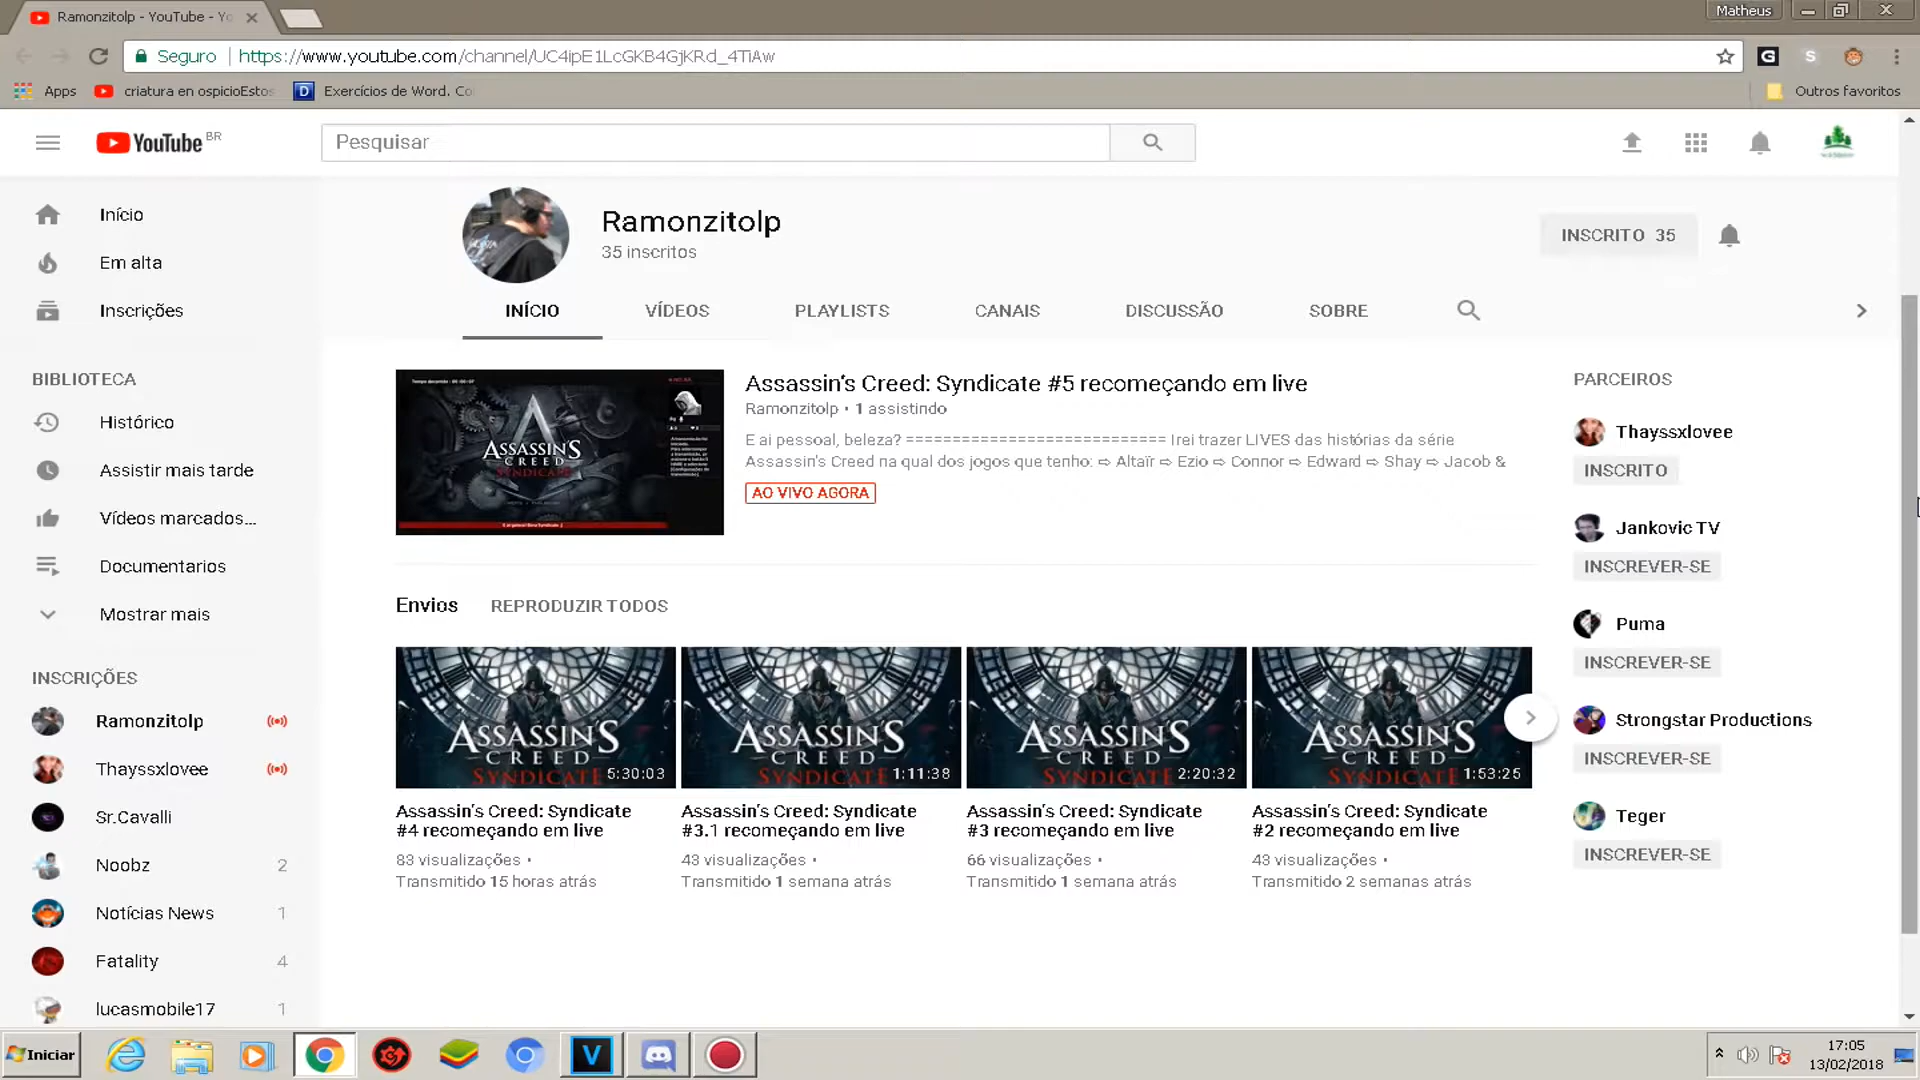 Ramonzitolp - YouTube - Yo
Matheus
Seguro
https://www.youtube.com/channel/UC4ipE1LcGKB4GjKRd_4TiAw
Apps
criatura en ospicioEstos
Exercícios de Word. Co
Outros favoritos
YouTube BR
Pesquisar
Início
Em alta
Inscrições
BIBLIOTECA
Histórico
Assistir mais tarde
Vídeos marcados...
Documentarios
Mostrar mais
INSCRIÇÕES
Ramonzitolp
Thayssxlovee
Sr.Cavalli
Noobz 2
Notícias News 1
Fatality 4
lucasmobile17 1
Ramonzitolp
35 inscritos
INSCRITO 35
INÍCIO VÍDEOS PLAYLISTS CANAIS DISCUSSÃO SOBRE
ASSASSIN'S
CREED
SYNDICATE
Assassin's Creed: Syndicate #5 recomeçando em live
Ramonzitolp • 1 assistindo
E ai pessoal, beleza? ============================ Irei trazer LIVES das histórias da série
Assassin's Creed na qual dos jogos que tenho: ⇨ Altaïr ⇨ Ezio ⇨ Connor ⇨ Edward ⇨ Shay ⇨ Jacob &
AO VIVO AGORA
Envios REPRODUZIR TODOS
ASSASSIN'S
CREED
SYNDICATE 5:30:03
Assassin's Creed: Syndicate
#4 recomeçando em live
83 visualizações •
Transmitido 15 horas atrás
ASSASSIN'S
CREED
SYNDICATE 1:11:38
Assassin's Creed: Syndicate
#3.1 recomeçando em live
43 visualizações •
Transmitido 1 semana atrás
ASSASSIN'S
CREED
SYNDICATE 2:20:32
Assassin's Creed: Syndicate
#3 recomeçando em live
66 visualizações •
Transmitido 1 semana atrás
ASSASSIN'S
CREED
SYNDICATE 1:53:25
Assassin's Creed: Syndicate
#2 recomeçando em live
43 visualizações •
Transmitido 2 semanas atrás
PARCEIROS
Thayssxlovee
INSCRITO
Jankovic TV
INSCREVER-SE
Puma
INSCREVER-SE
Strongstar Productions
INSCREVER-SE
Teger
INSCREVER-SE
Iniciar
17:05
13/02/2018